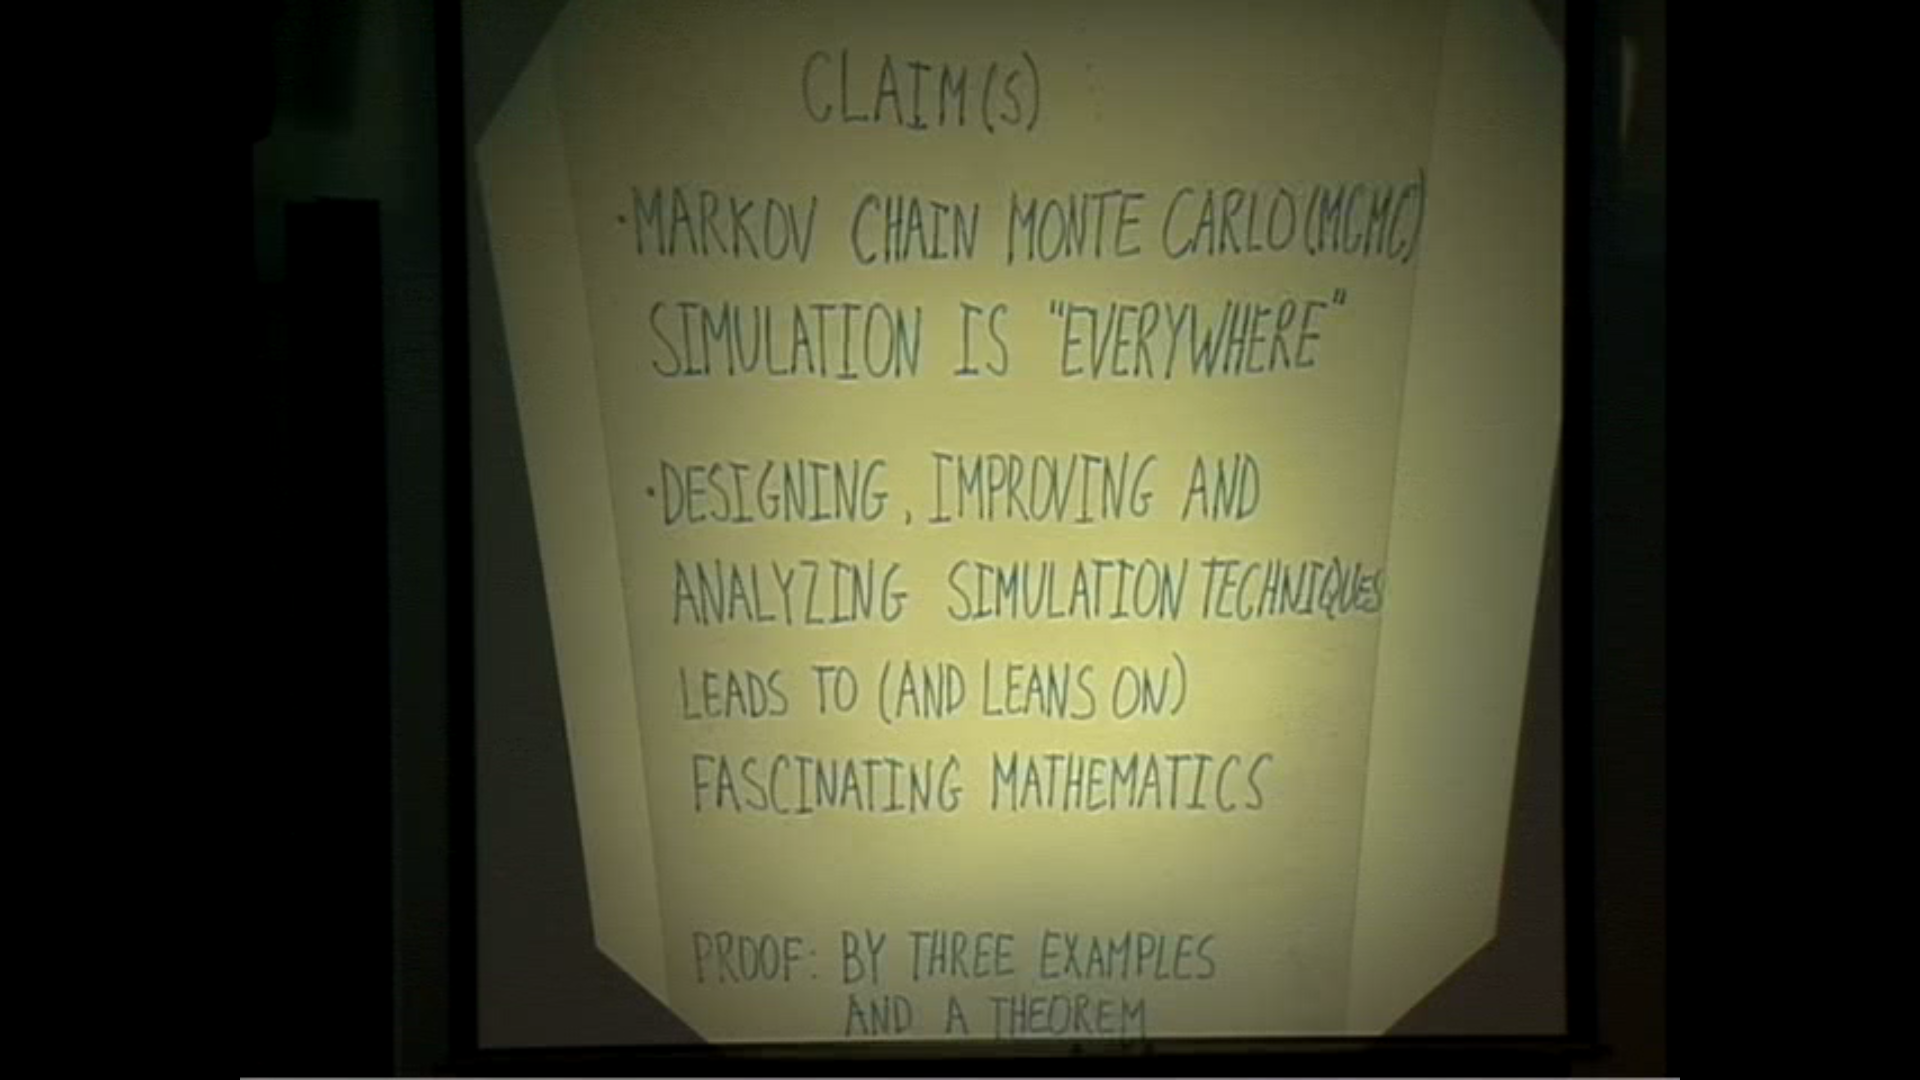 CLAIM(S) :
·MARKOV CHAIN MONTE CARLO (MCMC)
SIMULATION IS "EVERYWHERE"
·DESIGNING, IMPROVING AND
ANALYZING SIMULATION TECHNIQUES
LEADS TO (AND LEANS ON)
FASCINATING MATHEMATICS
PROOF: BY THREE EXAMPLES
AND A THEOREM